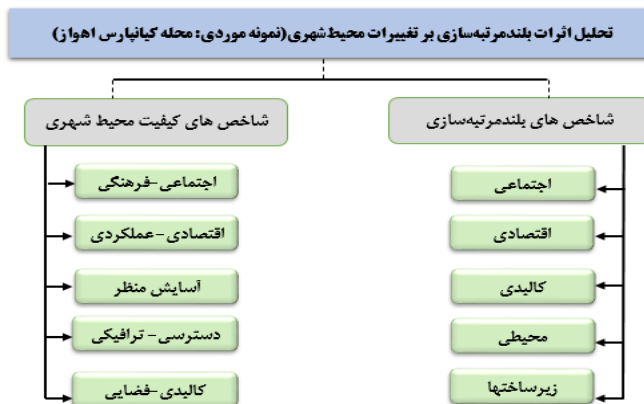 تحلیل اثرات بلندمرتبه‌سازی بر تغییرات محیط شهری(نمونه موردی: محله کیانپارس اهواز)
شاخص های بلندمرتبه‌سازی
اجتماعی
اقتصادی
کالبدی
محیطی
زیرساختها
شاخص های کیفیت محیط شهری
اجتماعی-فرهنگی
اقتصادی-عملکردی
آسایش منظر
دسترسی- ترافیکی
کالبدی-فضایی